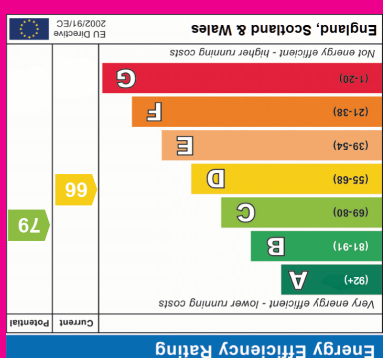 Energy Efficiency Rating
Current Potential
Very energy efficient - lower running costs
(92+) A
(81-91) B
(69-80) C
(55-68) D
(39-54) E
(21-38) F
(1-20) G
66
79
Not energy efficient - higher running costs
England, Scotland & Wales
EU Directive
2002/91/EC